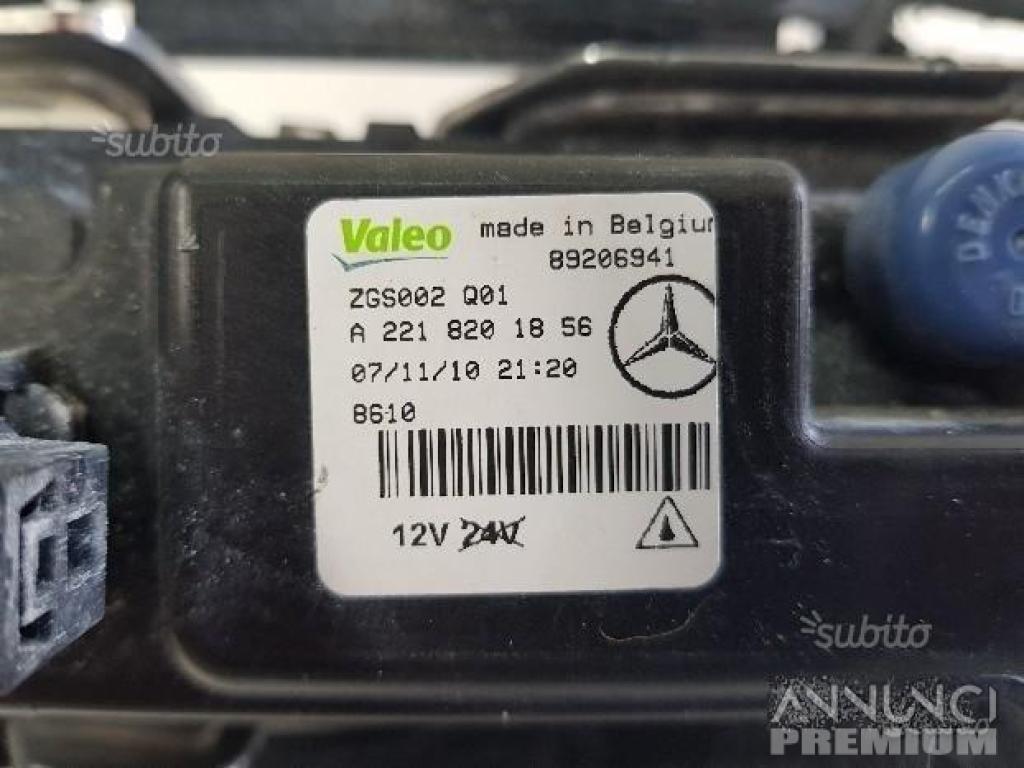 subito
Valeo made in Belgium
89206941
ZGS002 Q01
A 221 820 18 56
07/11/10 21:20
8610
12V 24V
subito
ANNUNCI
PREMIUM